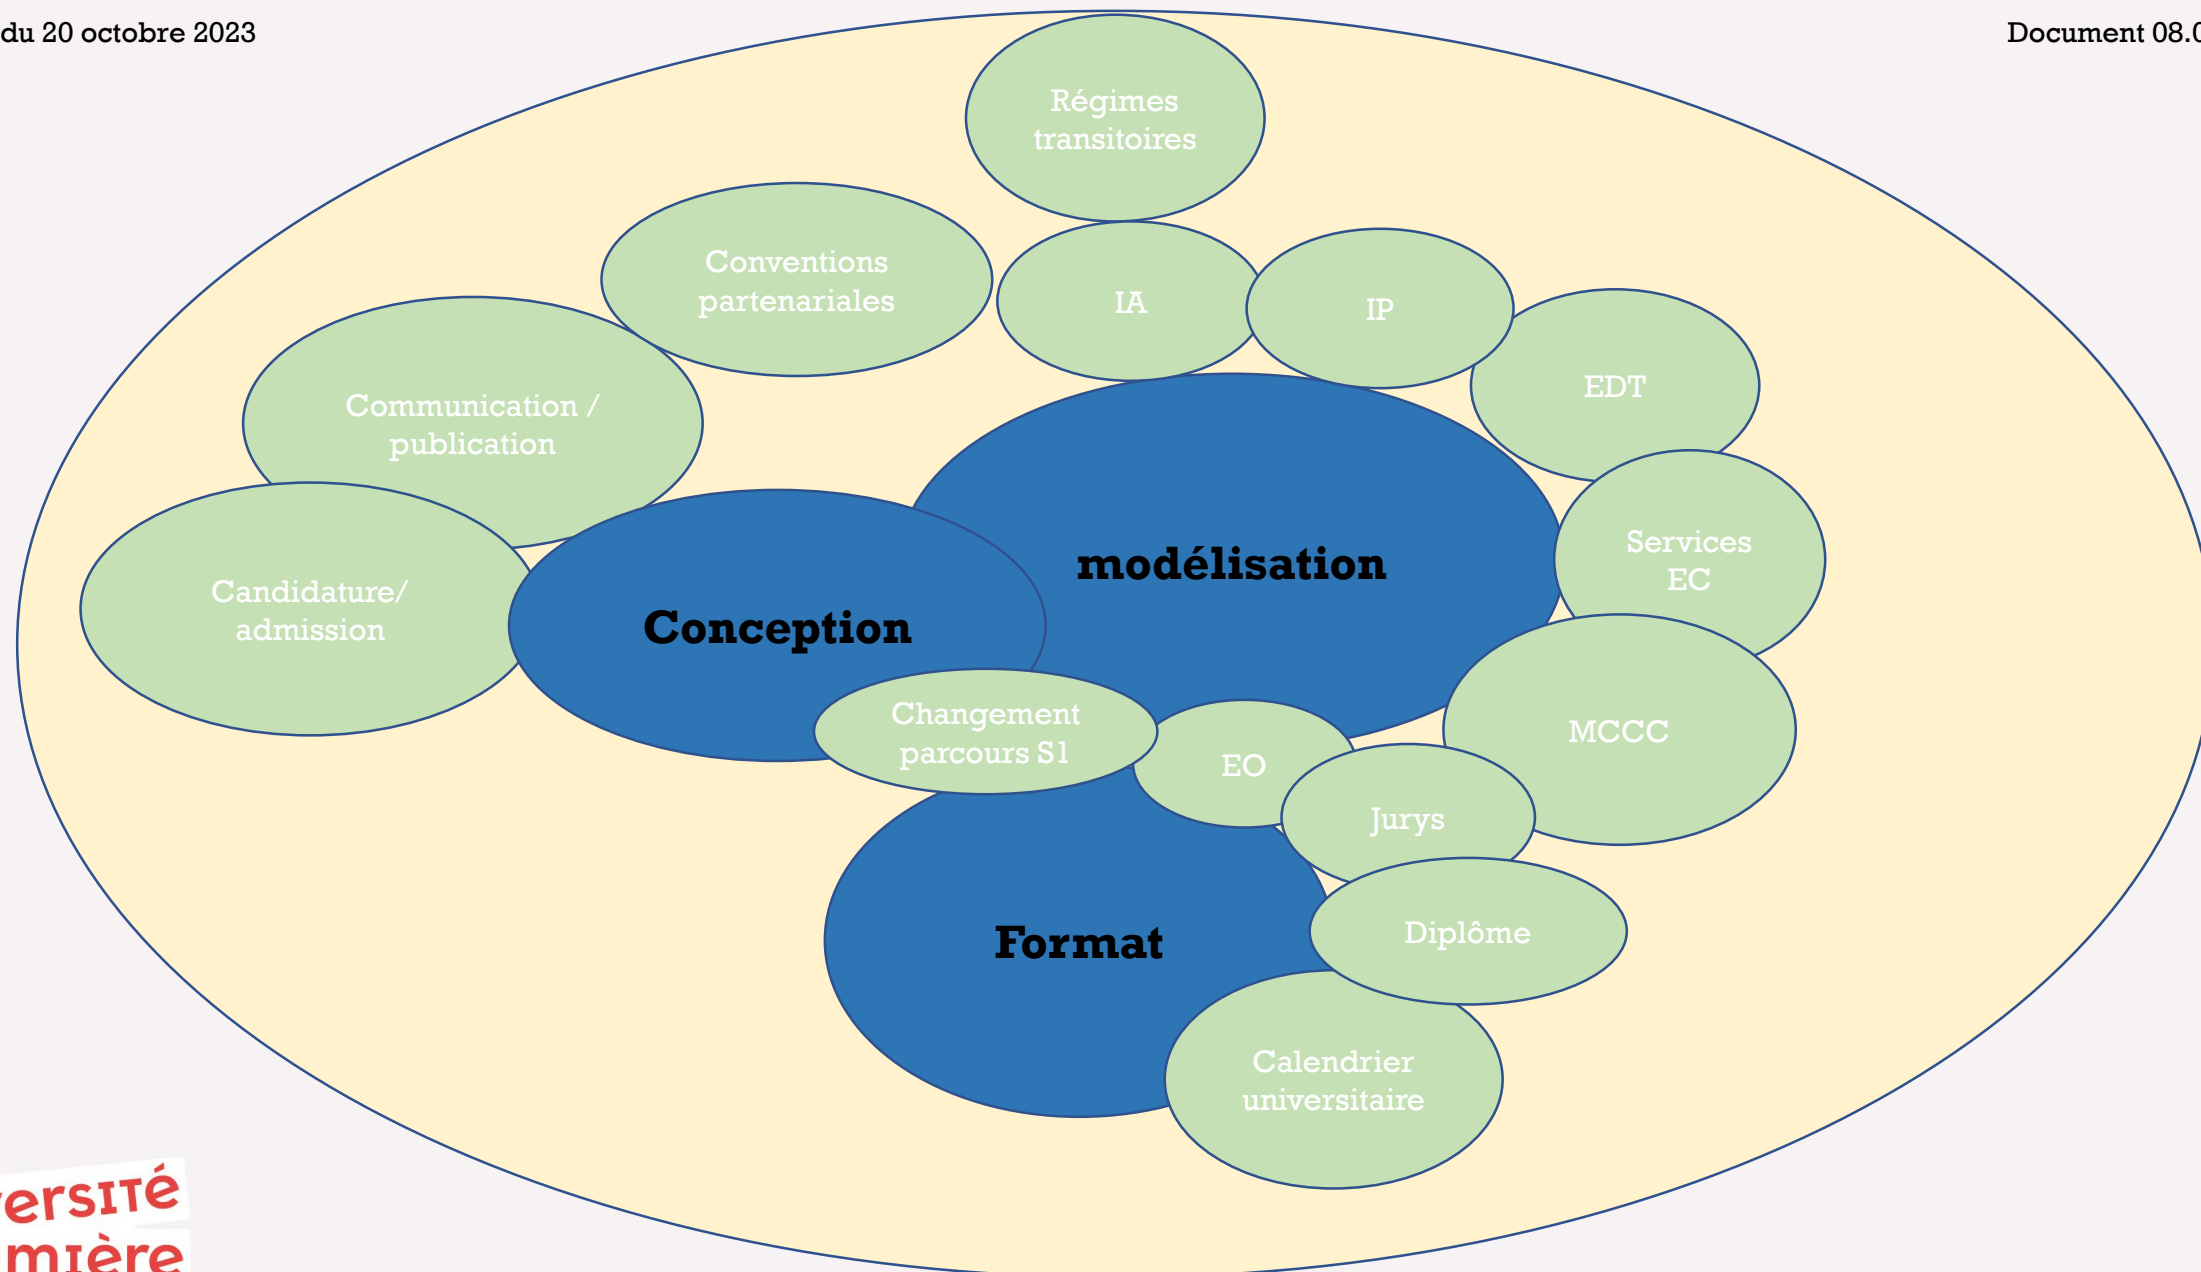 du 20 octobre 2023
Document 08.0
Régimes
transitoires
Conventions
partenariales
IA
IP
EDT
Communication /
publication
Services
EC
modélisation
Candidature/
admission
Conception
Changement
parcours S1
MCCC
EO
Jurys
Format
Diplôme
Calendrier
universitaire
ersité
mière